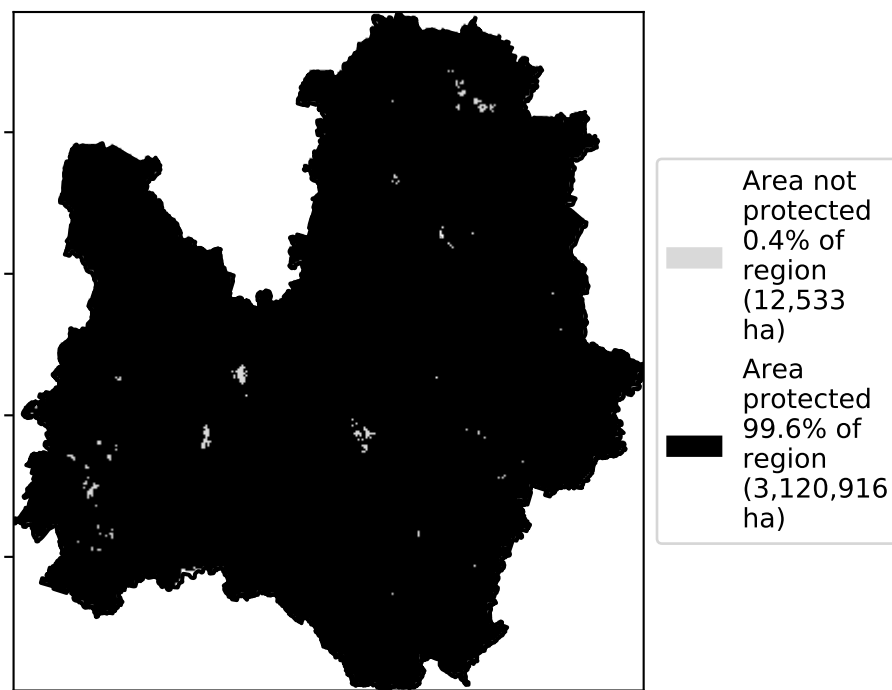 Area not
protected
0.4% of
region
(12,533
ha)
Area
protected
99.6% of
region
(3,120,916
ha)